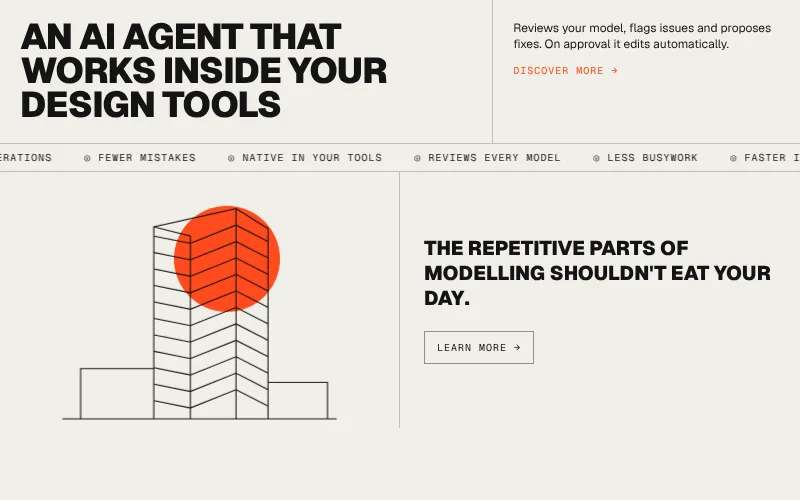 AN AI AGENT THAT
WORKS INSIDE YOUR
DESIGN TOOLS
Reviews your model, flags issues and proposes
fixes. On approval it edits automatically.
DISCOVER MORE →
ERATIONS ◎ FEWER MISTAKES ◎ NATIVE IN YOUR TOOLS ◎ REVIEWS EVERY MODEL ◎ LESS BUSYWORK ◎ FASTER I
THE REPETITIVE PARTS OF
MODELLING SHOULDN'T EAT YOUR
DAY.
LEARN MORE →